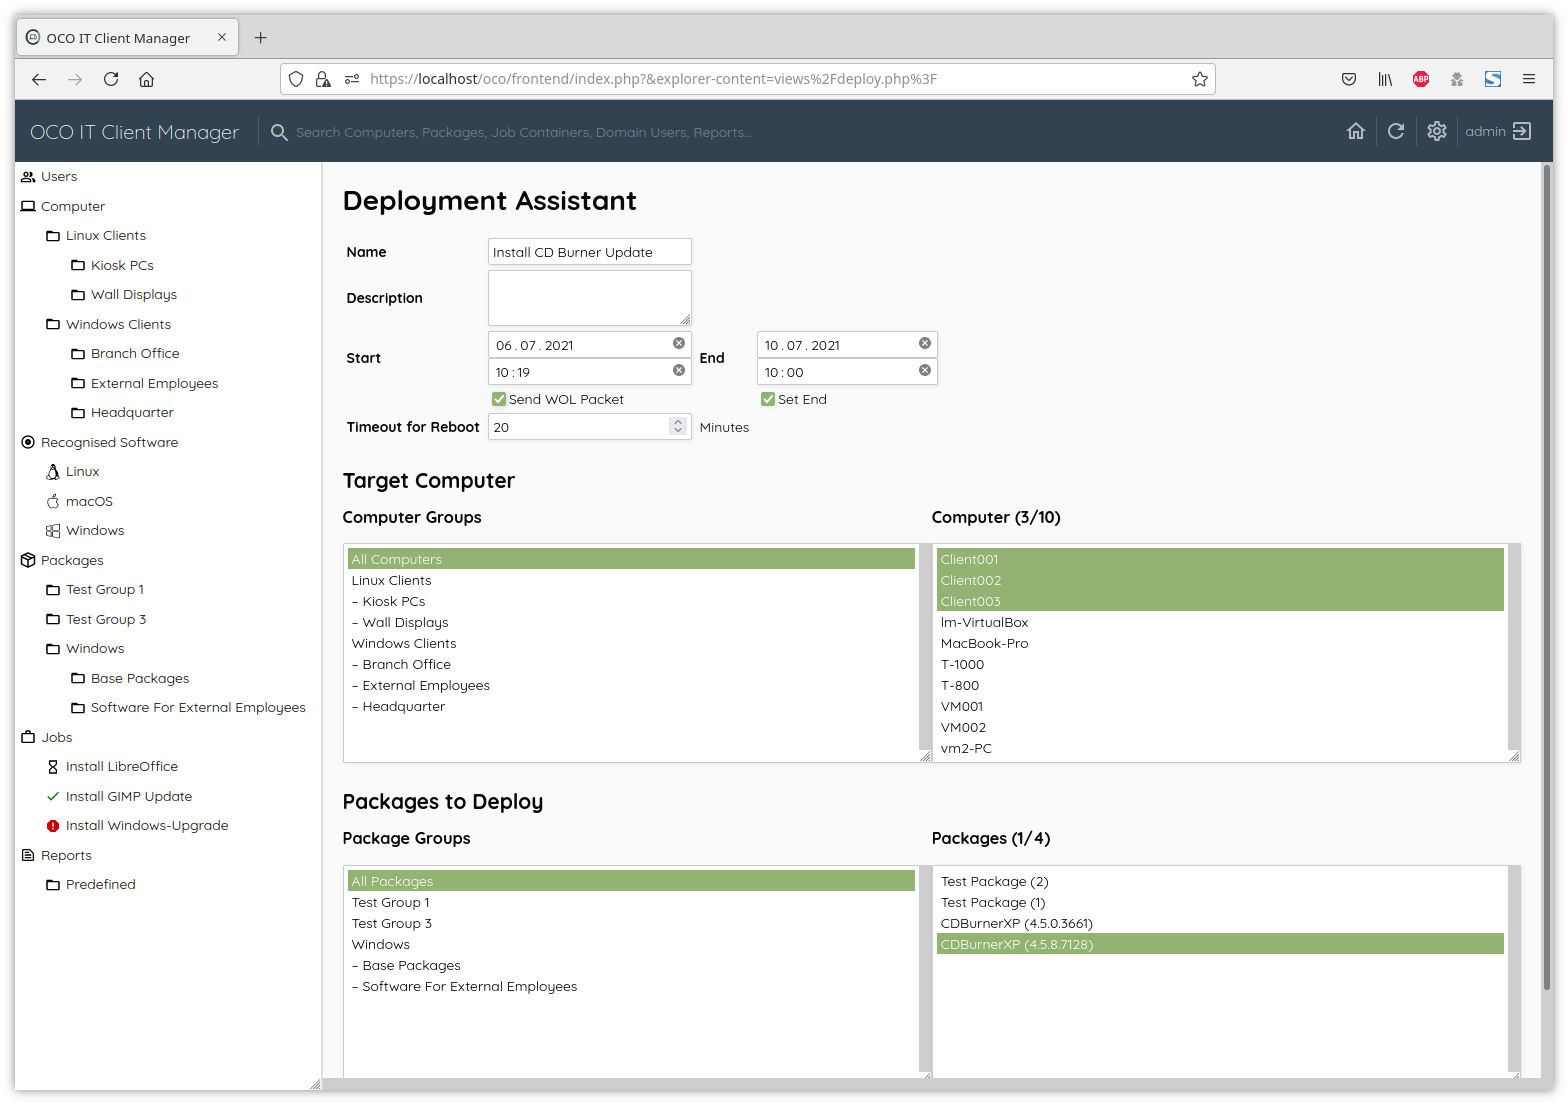 OCO IT Client Manager
https://localhost/oco/frontend/index.php?&explorer-content=views%2Fdeploy.php%3F
ABP
OCO IT Client Manager
Search Computers, Packages, Job Containers, Domain Users, Reports...
admin
Users
Computer
Linux Clients
Kiosk PCs
Wall Displays
Windows Clients
Branch Office
External Employees
Headquarter
Recognised Software
Linux
macOS
Windows
Packages
Test Group 1
Test Group 3
Windows
Base Packages
Software For External Employees
Jobs
Install LibreOffice
Install GIMP Update
Install Windows-Upgrade
Reports
Predefined
Deployment Assistant
Name Install CD Burner Update
Description
Start 06.07.2021 End 10.07.2021
10:19 10:00
Send WOL Packet Set End
Timeout for Reboot 20 Minutes
Target Computer
Computer Groups
All Computers
Linux Clients
– Kiosk PCs
– Wall Displays
Windows Clients
– Branch Office
– External Employees
– Headquarter
Computer (3/10)
Client001
Client002
Client003
lm-VirtualBox
MacBook-Pro
T-1000
T-800
VM001
VM002
vm2-PC
Packages to Deploy
Package Groups
All Packages
Test Group 1
Test Group 3
Windows
– Base Packages
– Software For External Employees
Packages (1/4)
Test Package (2)
Test Package (1)
CDBurnerXP (4.5.0.3661)
CDBurnerXP (4.5.8.7128)